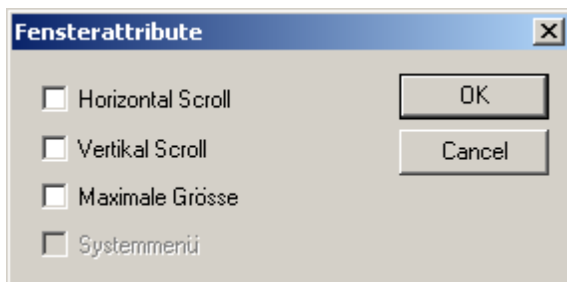 Fensterattribute
Horizontal Scroll
OK
Vertikal Scroll
Cancel
Maximale Grösse
Systemmenü